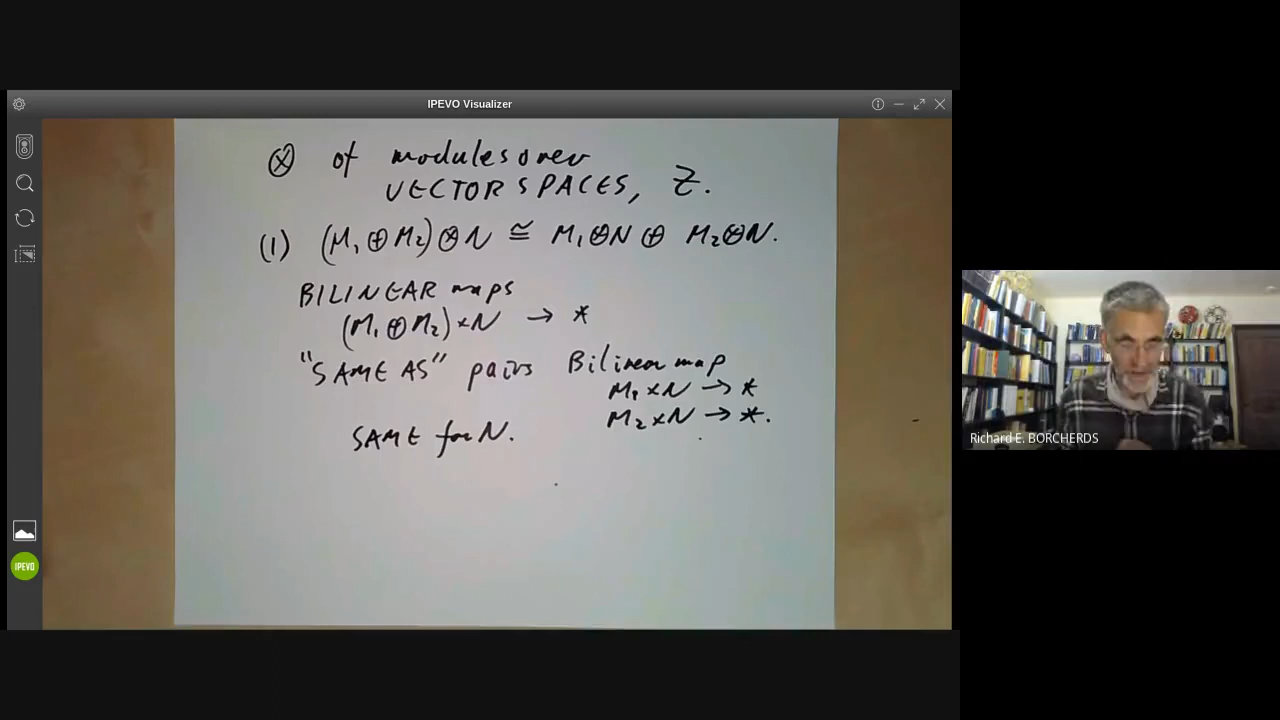 IPEVO Visualizer
⊗ of modules over
VECTOR SPACES, Z.
(1) (M₁⊕M₂)⊗N ≅ M₁⊗N ⊕ M₂⊗N.
BILINEAR maps
(M₁⊕M₂)×N → *
"SAME AS" pairs Bilinear map
M₁×N → *
M₂×N → *.
SAME for N.
Richard E. BORCHERDS
IPEVO